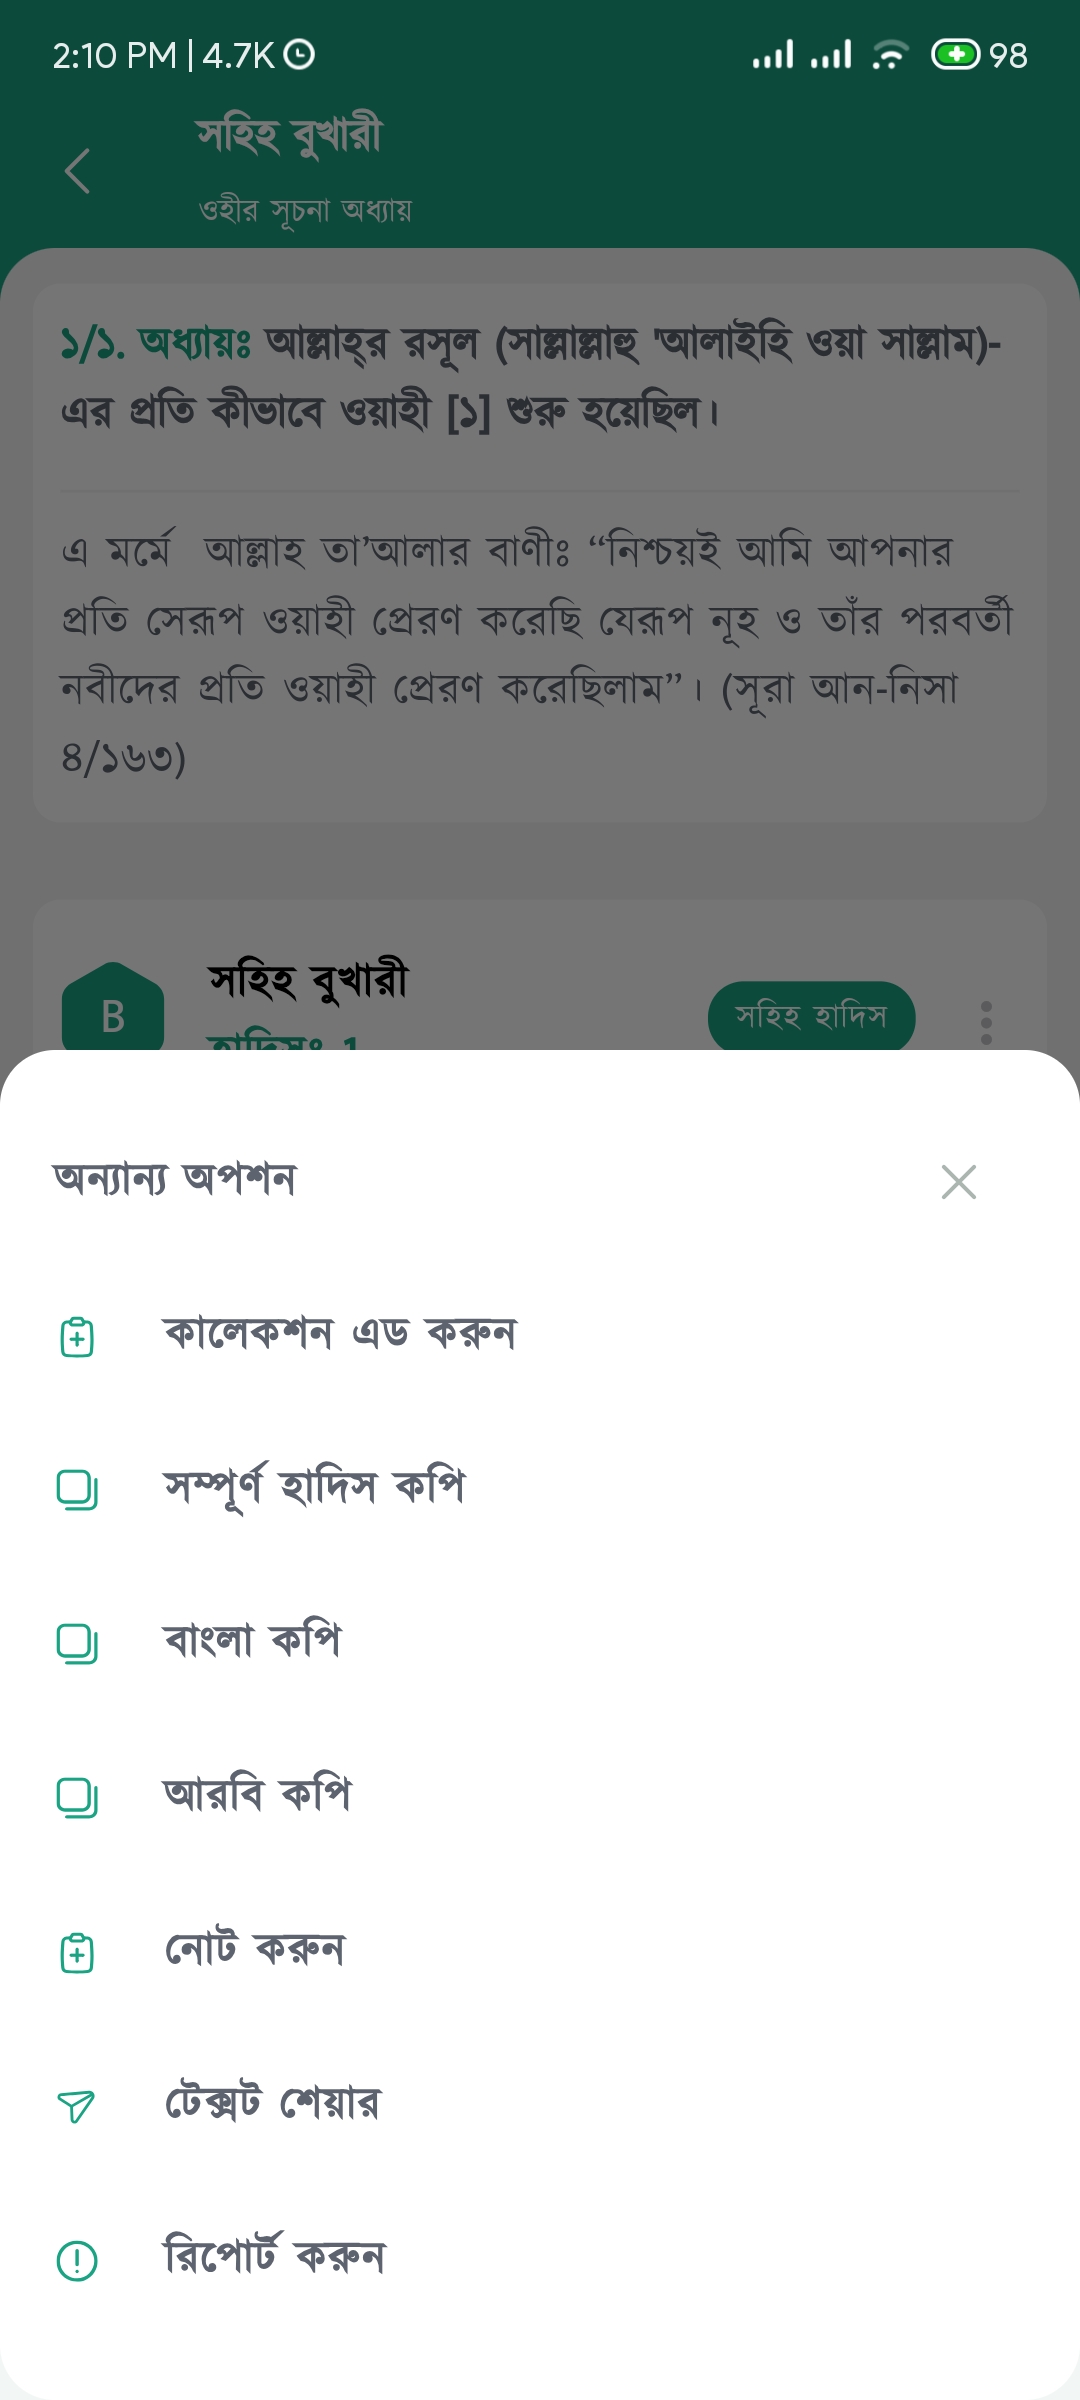 2:10 PM | 4.7K
98
সহিহ বুখারী
ওহীর সূচনা অধ্যায়
১/১. অধ্যায়ঃ আল্লাহ্‌র রসূল (সাল্লাল্লাহু 'আলাইহি ওয়া সাল্লাম)-
এর প্রতি কীভাবে ওয়াহী [১] শুরু হয়েছিল।
এ মর্মে আল্লাহ তা’আলার বাণীঃ “নিশ্চয়ই আমি আপনার
প্রতি সেরূপ ওয়াহী প্রেরণ করেছি যেরূপ নূহ ও তাঁর পরবর্তী
নবীদের প্রতি ওয়াহী প্রেরণ করেছিলাম”। (সূরা আন-নিসা
৪/১৬৩)
B
সহিহ বুখারী
সহিহ হাদিস
হাদিসঃ 1
অন্যান্য অপশন
কালেকশন এড করুন
সম্পূর্ণ হাদিস কপি
বাংলা কপি
আরবি কপি
নোট করুন
টেক্সট শেয়ার
রিপোর্ট করুন